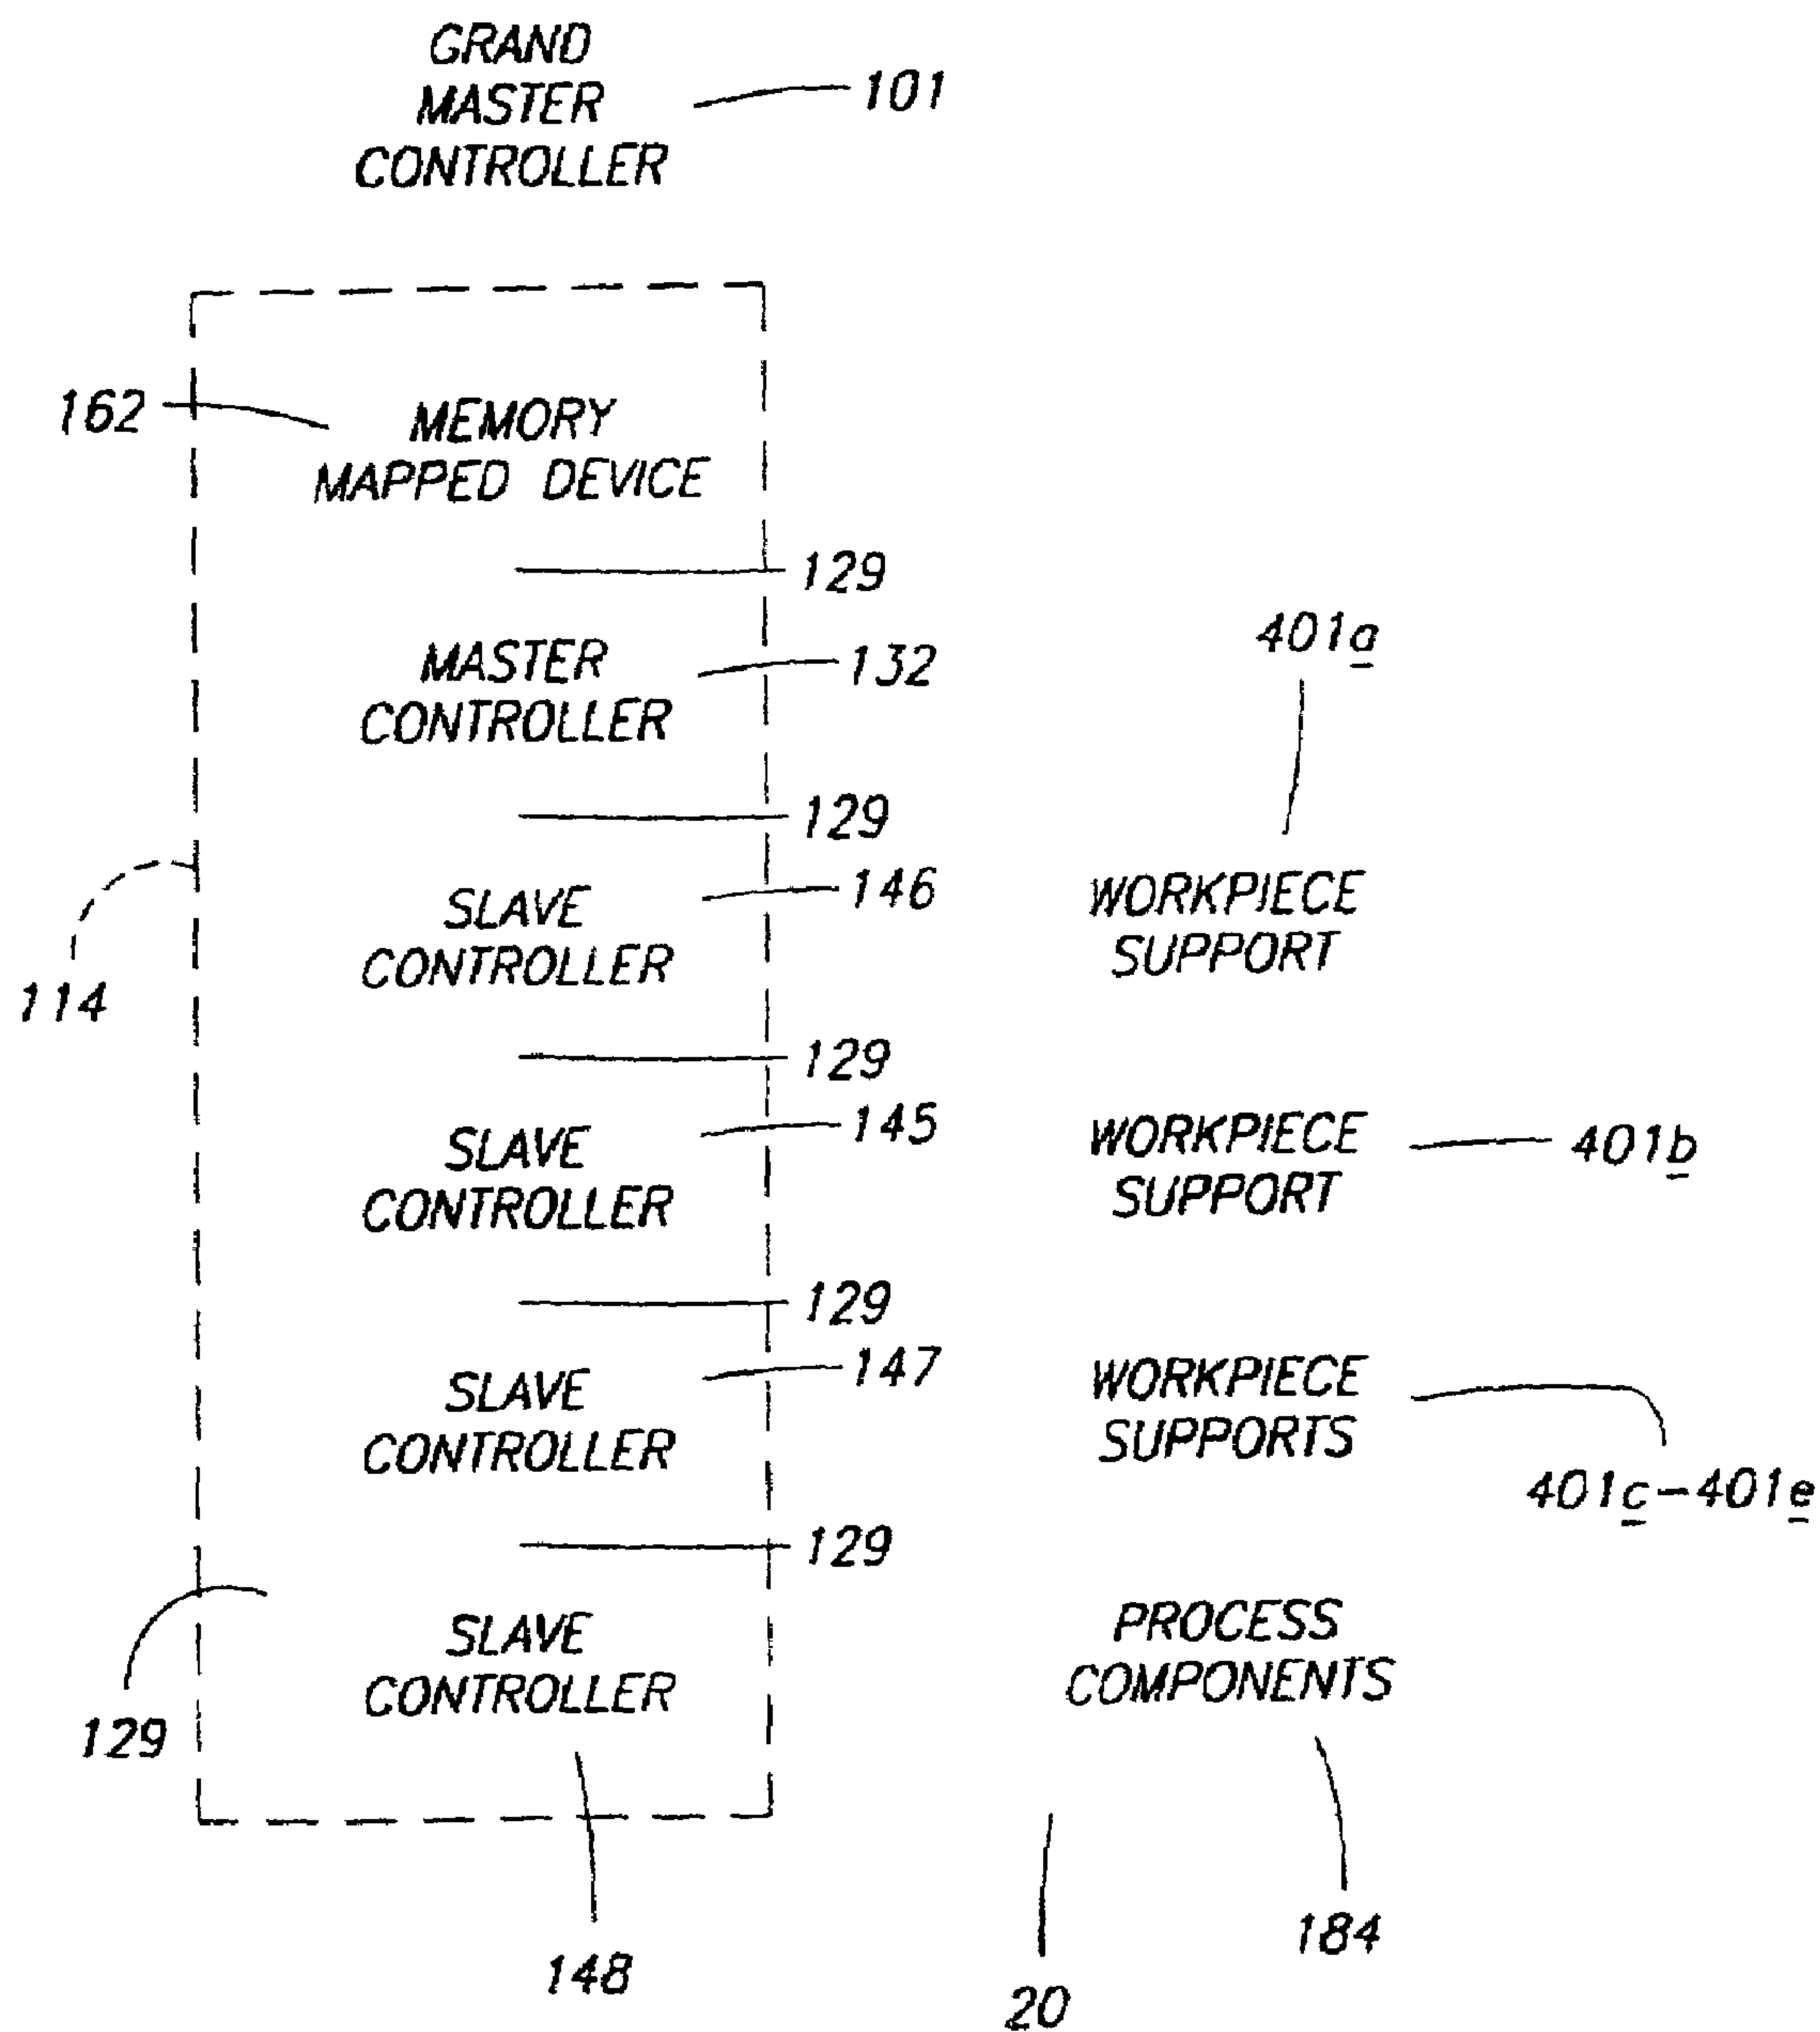 GRAND
MASTER
CONTROLLER
101
162
MEMORY
MAPPED DEVICE
129
MASTER
CONTROLLER
132
401a
129
SLAVE
CONTROLLER
146
WORKPIECE
SUPPORT
114
129
SLAVE
CONTROLLER
145
WORKPIECE
SUPPORT
401b
129
SLAVE
CONTROLLER
147
WORKPIECE
SUPPORTS
401c-401e
129
129
SLAVE
CONTROLLER
PROCESS
COMPONENTS
148
20
184